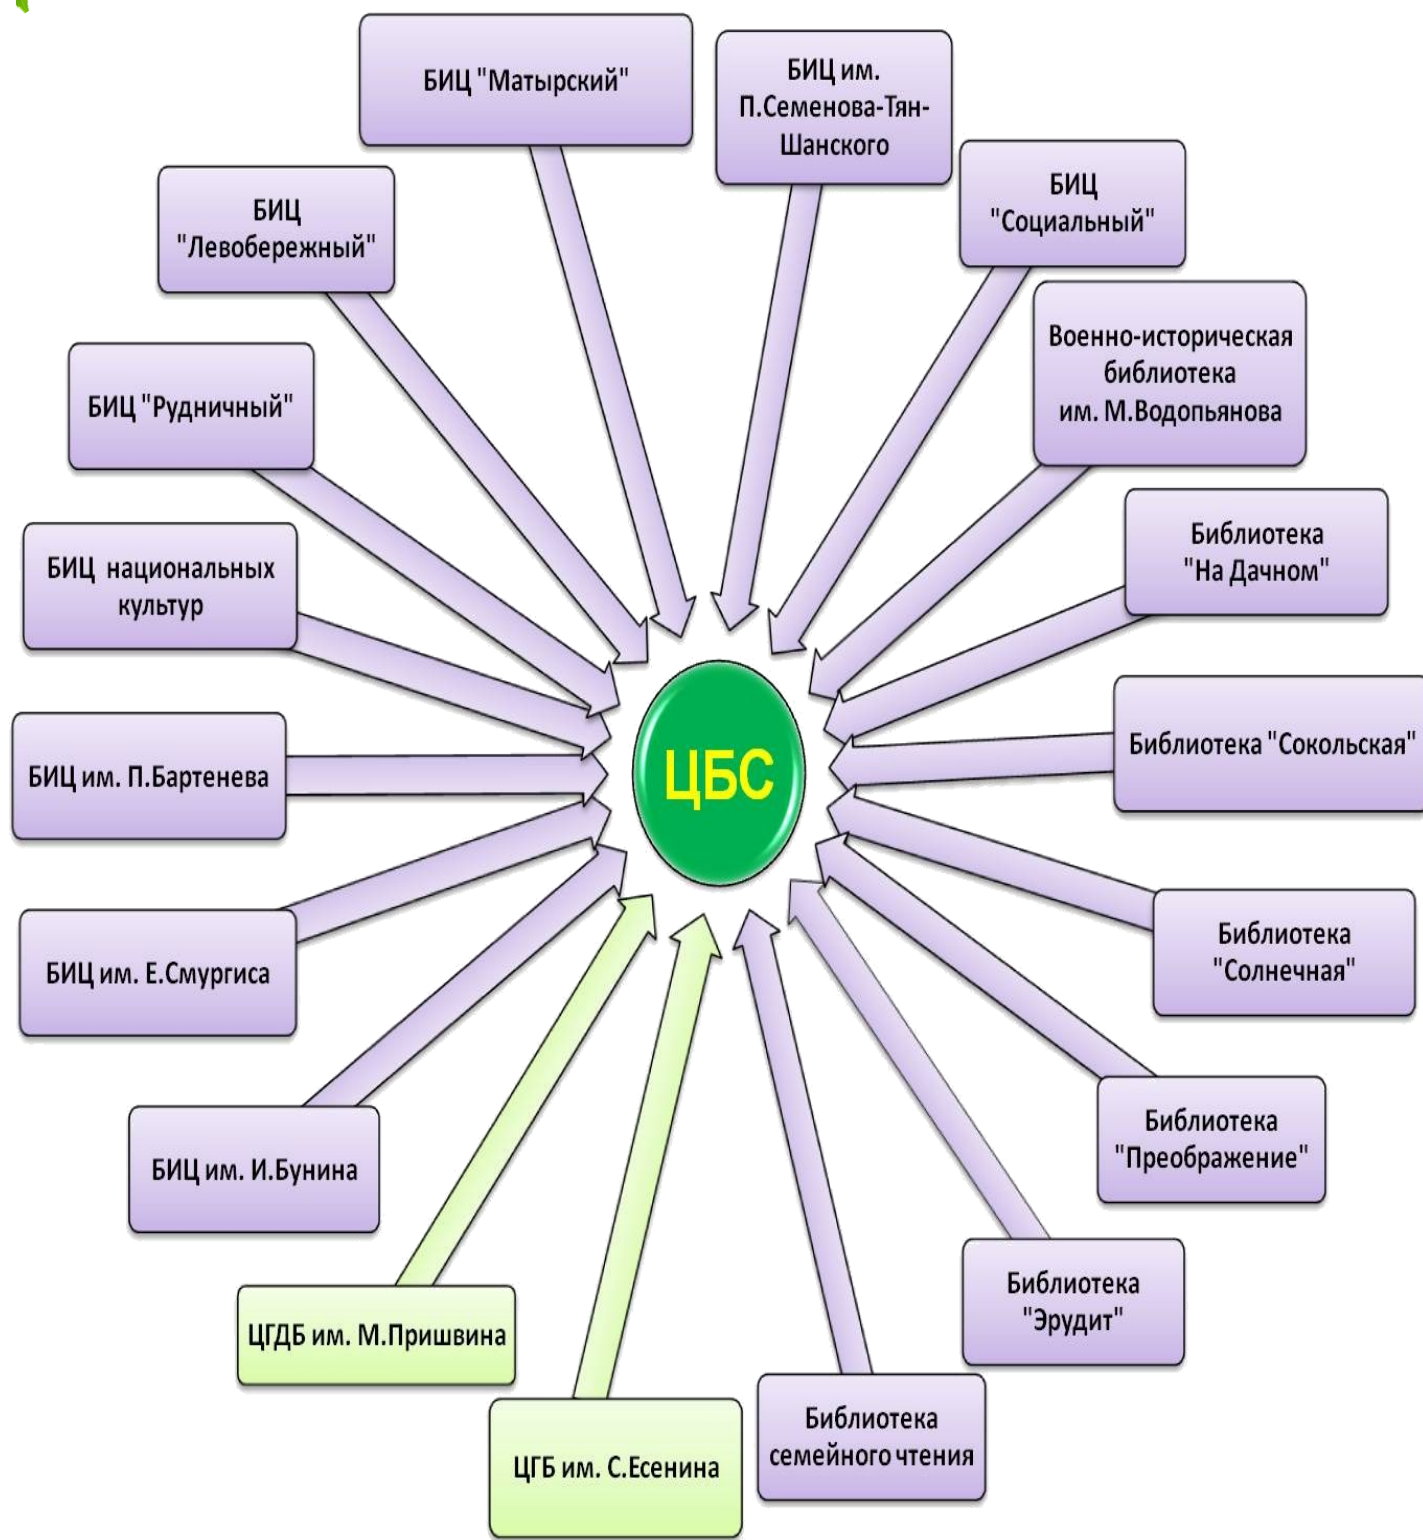 БИЦ "Матырский"
БИЦ им.
П.Семенова-Тян-
Шанского
БИЦ
"Социальный"
БИЦ
"Левобережный"
Военно-историческая
библиотека
им. М.Водопьянова
БИЦ "Рудничный"
Библиотека
"На Дачном"
БИЦ национальных
культур
Библиотека "Сокольская"
БИЦ им. П.Бартенева
ЦБС
Библиотека
"Солнечная"
БИЦ им. Е.Смургиса
Библиотека
"Преображение"
БИЦ им. И.Бунина
Библиотека
"Эрудит"
ЦГДБ им. М.Пришвина
Библиотека
семейного чтения
ЦГБ им. С.Есенина